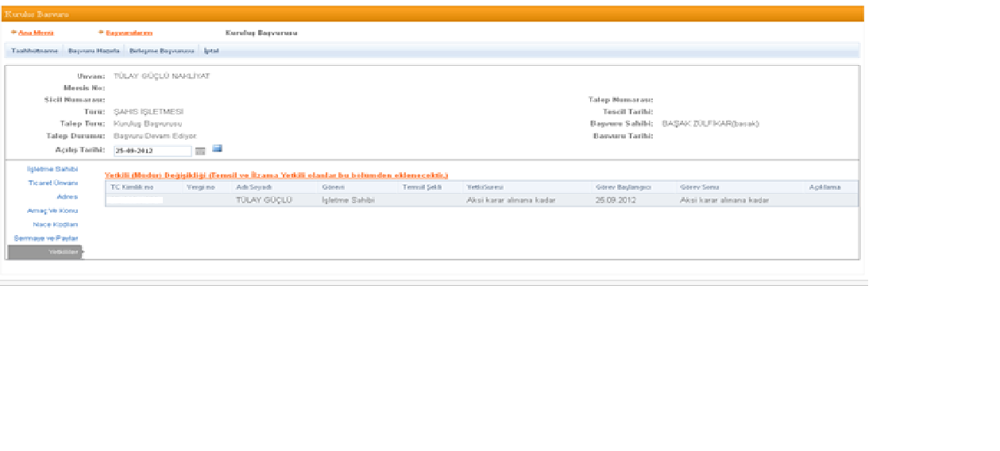 Kuruluş Başvuru
Ana Menü Başvurularım Kuruluş Başvurusu
Taahhütname Başvuru Hazırla Birleşme Başvurusu İptal
Unvan: TÜLAY GÜÇLÜ NAKLİYAT
Mersis No:
Sicil Numarası: Talep Numarası:
Turu: ŞAHIS İŞLETMESİ Tescil Tarihi:
Talep Turu: Kuruluş Başvurusu Başvuru Sahibi: BAŞAK ZÜLFİKAR(basak)
Talep Durumu: Başvuru Devam Ediyor Basvuru Tarihi:
Açılış Tarihi: 25-09-2012
İşletme Sahibi
Ticaret Ünvanı
Adres
Amaç Ve Konu
Nace Kodları
Sermaye ve Paylar
Yetkililer
Yetkili (Müdür) Değişikliği (Temsil ve İlzama Yetkili olanlar bu bölümden eklenecektir.)
TC Kimlik no Vergi no Adı Soyadı Görevi Temsil Şekli YetkiSuresi Görev Başlangıcı Görev Sonu Açıklama
TÜLAY GÜÇLÜ İşletme Sahibi Aksi karar alınana kadar 25.09.2012 Aksi karar alınana kadar